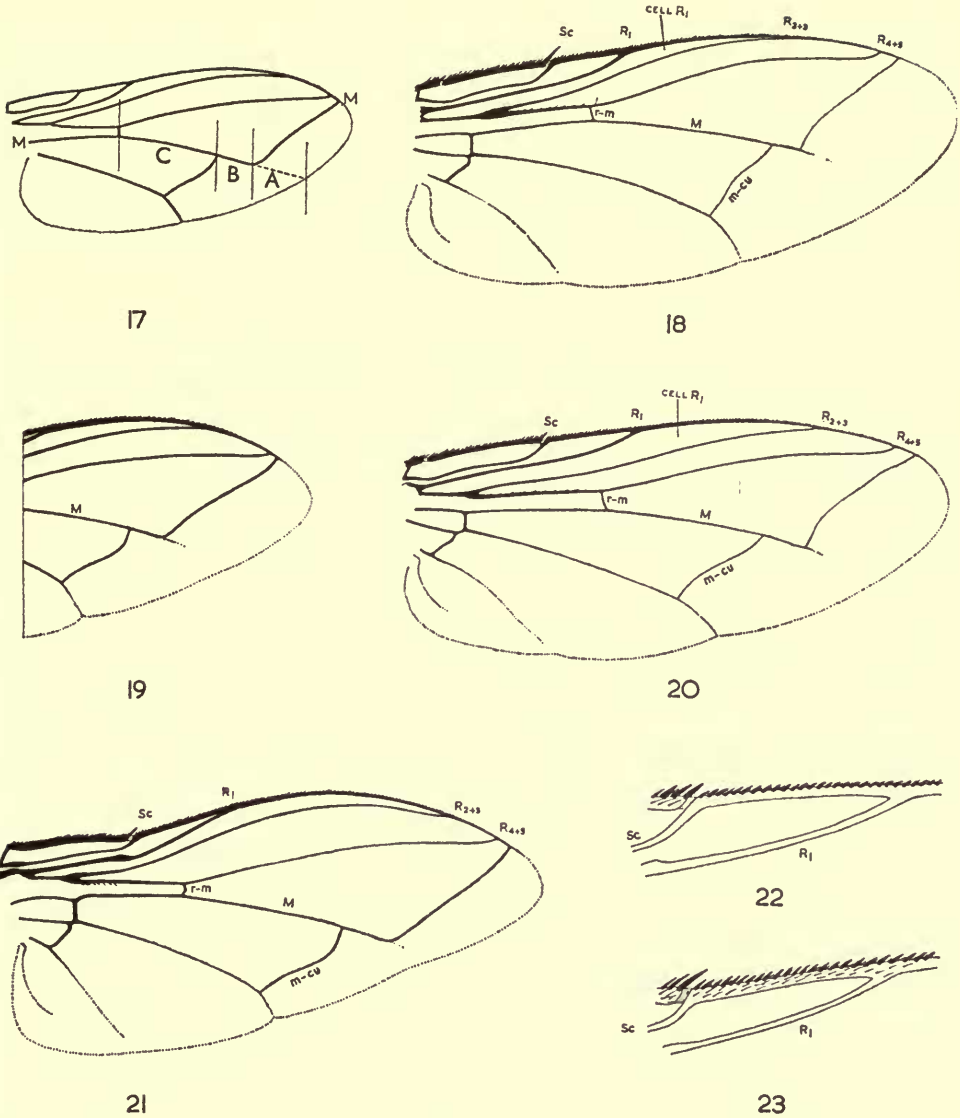 M
M
C
B
A
17
Sc
R1
CELL R1
R2+3
R4+5
r-m
M
m-cu
18
M
19
Sc
R1
CELL R1
R2+3
R4+5
r-m
M
m-cu
20
Sc
R1
R2+3
R4+5
r-m
M
m-cu
21
Sc
R1
22
Sc
R1
23